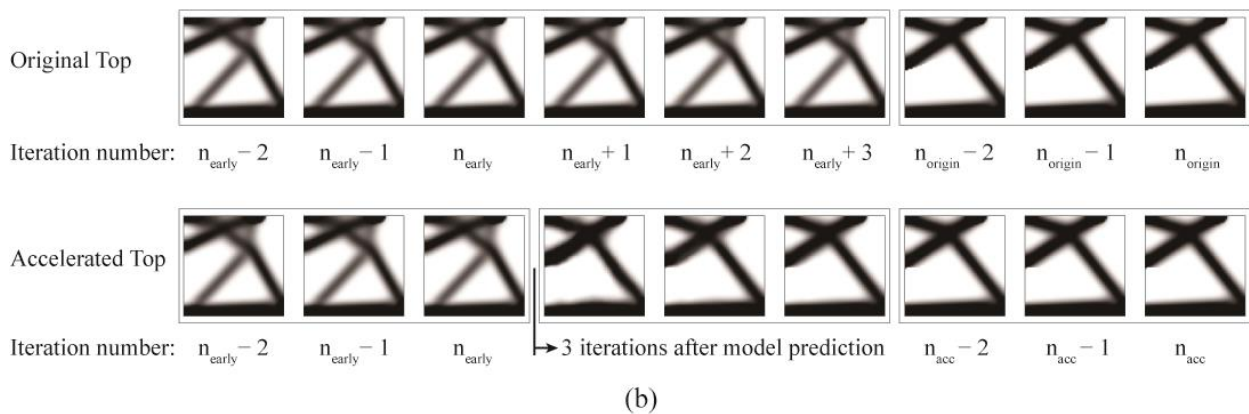 Original Top
Iteration number: n_early − 2 n_early − 1 n_early n_early + 1 n_early + 2 n_early + 3 n_origin − 2 n_origin − 1 n_origin
Accelerated Top
Iteration number: n_early − 2 n_early − 1 n_early 3 iterations after model prediction n_acc − 2 n_acc − 1 n_acc
(b)